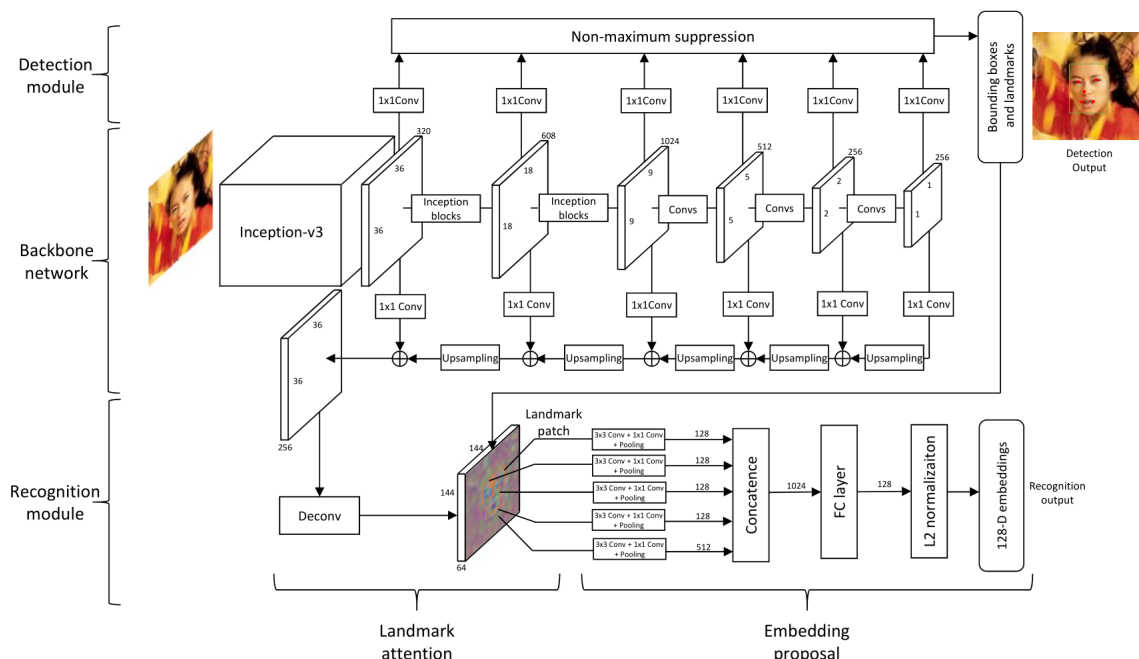 Detection
module
Non-maximum suppression
1x1Conv
1x1Conv
1x1Conv
1x1Conv
1x1Conv
1x1Conv
Bounding boxes
and landmarks
Detection
Output
Backbone
network
Inception-v3
320
36
36
Inception
blocks
608
18
18
Inception
blocks
1024
9
9
Convs
512
5
5
Convs
256
2
2
Convs
256
1
1
1x1 Conv
1x1 Conv
1x1Conv
1x1 Conv
1x1 Conv
1x1 Conv
Upsampling
Upsampling
Upsampling
Upsampling
Upsampling
36
36
256
Recognition
module
Deconv
144
144
64
Landmark
patch
3x3 Conv + 1x1 Conv
+ Pooling
128
3x3 Conv + 1x1 Conv
+ Pooling
128
3x3 Conv + 1x1 Conv
+ Pooling
128
3x3 Conv + 1x1 Conv
+ Pooling
128
3x3 Conv + 1x1 Conv
+ Pooling
512
Concatence
1024
FC layer
128
L2 normalizaiton
128-D embeddings
Recognition
output
Landmark
attention
Embedding
proposal